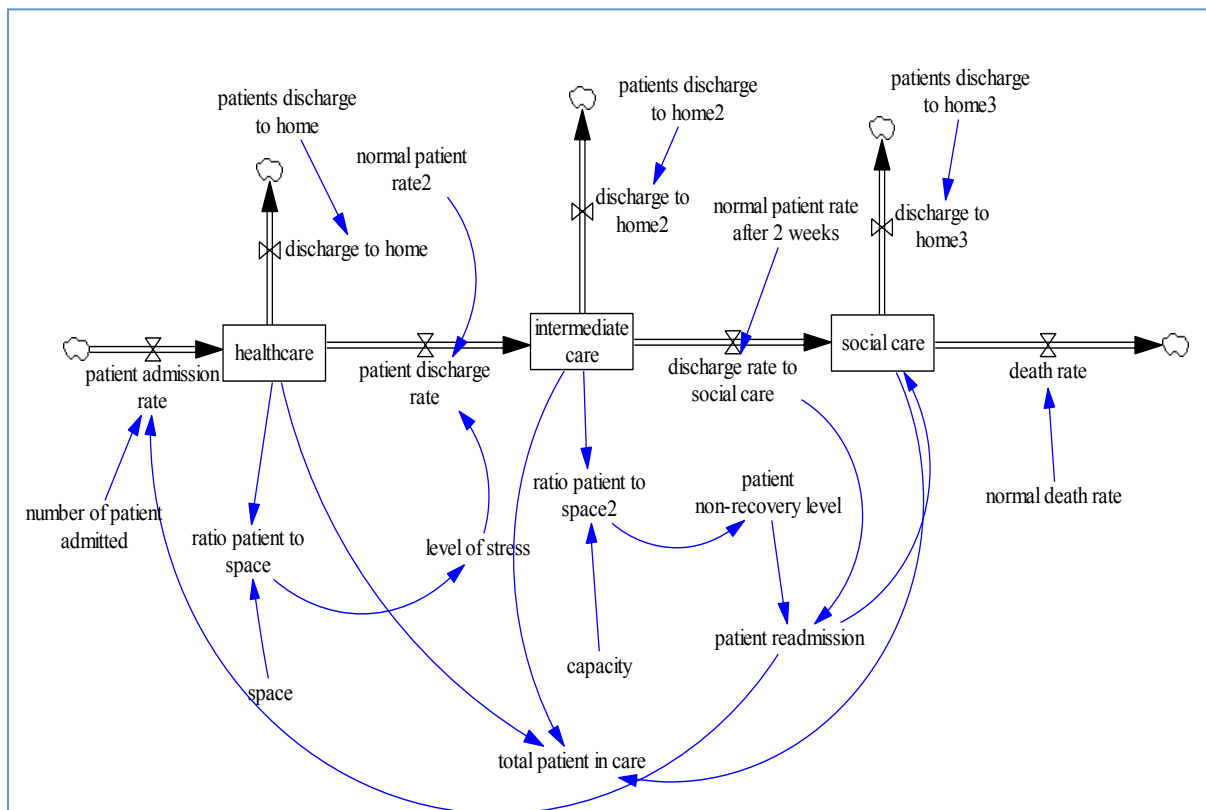 patients discharge
to home
normal patient
rate2
discharge to home
patients discharge
to home2
discharge to
home2
normal patient rate
after 2 weeks
patients discharge
to home3
discharge to
home3
healthcare
intermediate
care
social care
patient admission
rate
patient discharge
rate
discharge rate to
social care
death rate
number of patient
admitted
ratio patient to
space
level of stress
ratio patient to
space2
patient
non-recovery level
normal death rate
space
capacity
patient readmission
total patient in care